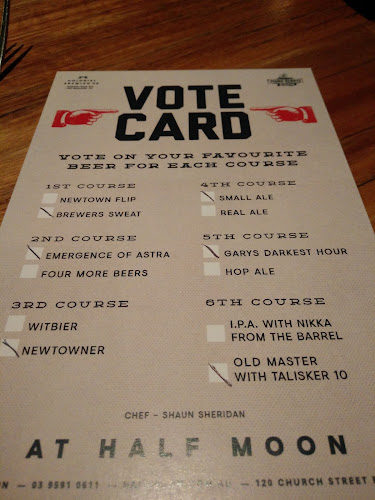 VOTE
CARD
VOTE ON YOUR FAVOURITE
BEER FOR EACH COURSE
1ST COURSE
NEWTOWN FLIP
BREWERS SWEAT
2ND COURSE
EMERGENCE OF ASTRA
FOUR MORE BEERS
3RD COURSE
WITBIER
NEWTOWNER
4TH COURSE
SMALL ALE
REAL ALE
5TH COURSE
GARYS DARKEST HOUR
HOP ALE
6TH COURSE
I.P.A. WITH NIKKA
FROM THE BARREL
OLD MASTER
WITH TALISKER 10
CHEF - SHAUN SHERIDAN
AT HALF MOON
03 9591 0611 — 120 CHURCH STREET